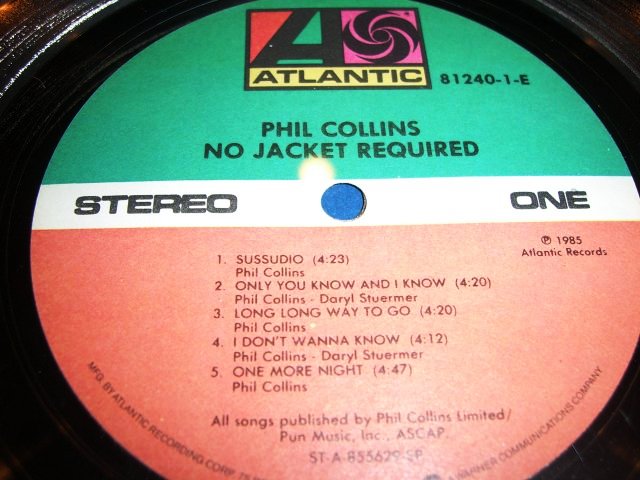 ATLANTIC
81240-1-E
PHIL COLLINS
NO JACKET REQUIRED
STEREO
ONE
℗ 1985
Atlantic Records
1. SUSSUDIO (4:23)
Phil Collins
2. ONLY YOU KNOW AND I KNOW (4:20)
Phil Collins - Daryl Stuermer
3. LONG LONG WAY TO GO (4:20)
Phil Collins
4. I DON'T WANNA KNOW (4:12)
Phil Collins - Daryl Stuermer
5. ONE MORE NIGHT (4:47)
Phil Collins
All songs published by Phil Collins Limited/
Pun Music, Inc., ASCAP.
ST-A-855629-SP
MFG. BY ATLANTIC RECORDING CORP. 75
A WARNER COMMUNICATIONS COMPANY